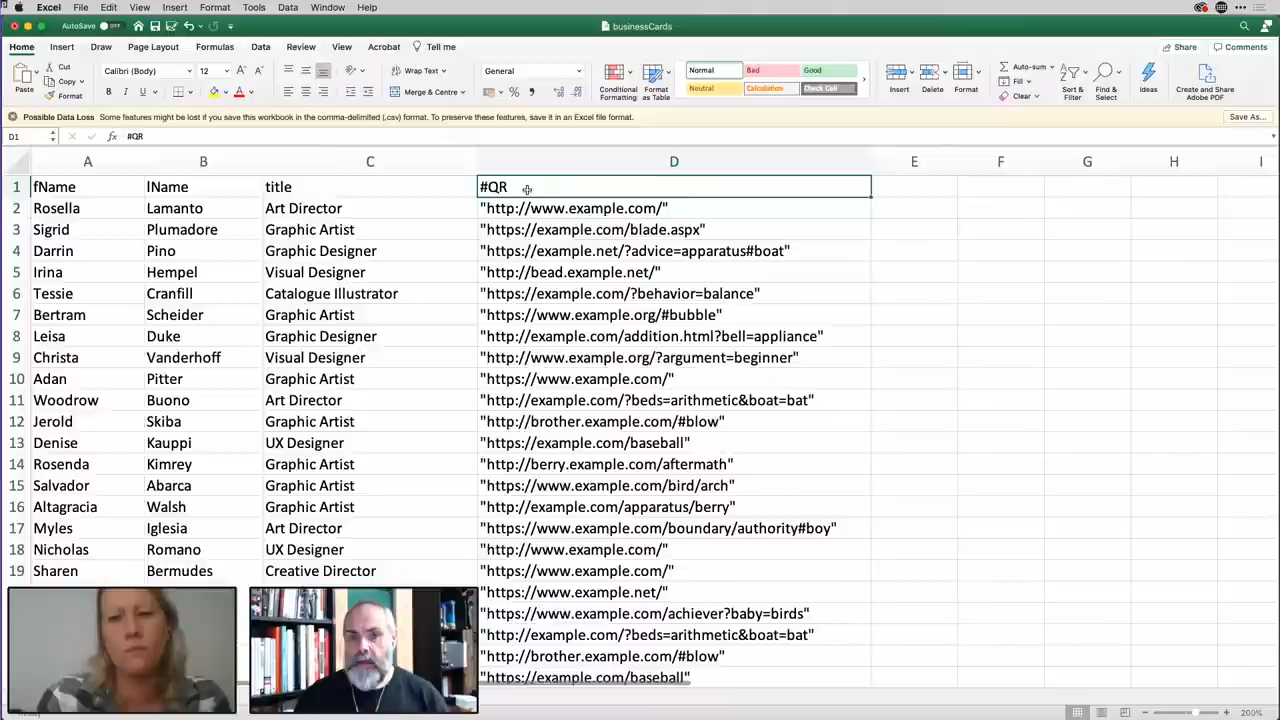 Excel File Edit View Insert Format Tools Data Window Help
AutoSave OFF businessCards
Home Insert Draw Page Layout Formulas Data Review View Acrobat Tell me Share Comments
Paste Cut Copy Format Calibri (Body) 12 B I U Wrap Text Merge & Centre General Conditional Formatting Format as Table Normal Bad Good Neutral Calculation Check Cell Insert Delete Format Auto-sum Fill Clear Sort & Filter Find & Select Ideas Create and Share Adobe PDF
Possible Data Loss Some features might be lost if you save this workbook in the comma-delimited (.csv) format. To preserve these features, save it in an Excel file format. Save As...
D1 fx #QR
A B C D E F G H I
1 fName lName title #QR
2 Rosella Lamanto Art Director "http://www.example.com/"
3 Sigrid Plumadore Graphic Artist "https://example.com/blade.aspx"
4 Darrin Pino Graphic Designer "https://example.net/?advice=apparatus#boat"
5 Irina Hempel Visual Designer "http://bead.example.net/"
6 Tessie Cranfill Catalogue Illustrator "https://example.com/?behavior=balance"
7 Bertram Scheider Graphic Artist "https://www.example.org/#bubble"
8 Leisa Duke Graphic Designer "http://example.com/addition.html?bell=appliance"
9 Christa Vanderhoff Visual Designer "http://www.example.org/?argument=beginner"
10 Adan Pitter Graphic Artist "https://www.example.com/"
11 Woodrow Buono Art Director "http://example.com/?beds=arithmetic&boat=bat"
12 Jerold Skiba Graphic Artist "http://brother.example.com/#blow"
13 Denise Kauppi UX Designer "https://example.com/baseball"
14 Rosenda Kimrey Graphic Artist "http://berry.example.com/aftermath"
15 Salvador Abarca Graphic Artist "https://www.example.com/bird/arch"
16 Altagracia Walsh Graphic Artist "http://example.com/apparatus/berry"
17 Myles Iglesia Art Director "https://www.example.com/boundary/authority#boy"
18 Nicholas Romano UX Designer "http://www.example.com/"
19 Sharen Bermudes Creative Director "https://www.example.com/"
"https://www.example.net/"
"https://www.example.com/achiever?baby=birds"
"http://example.com/?beds=arithmetic&boat=bat"
"http://brother.example.com/#blow"
"https://example.com/baseball"
200%